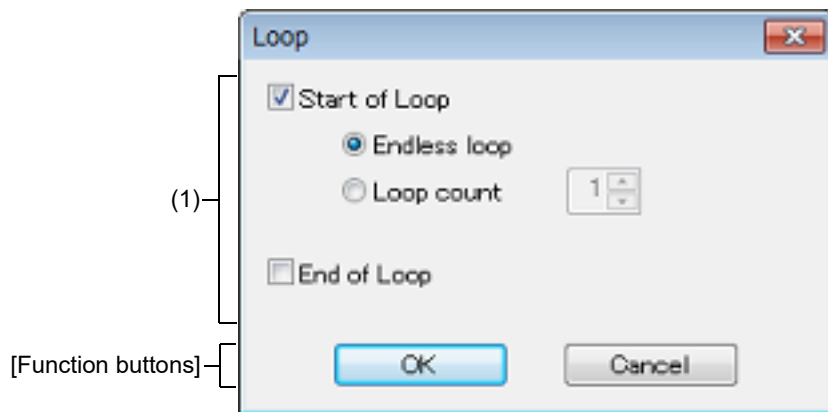 Loop
Start of Loop
Endless loop
(1)
Loop count 1
End of Loop
[Function buttons]
OK Cancel